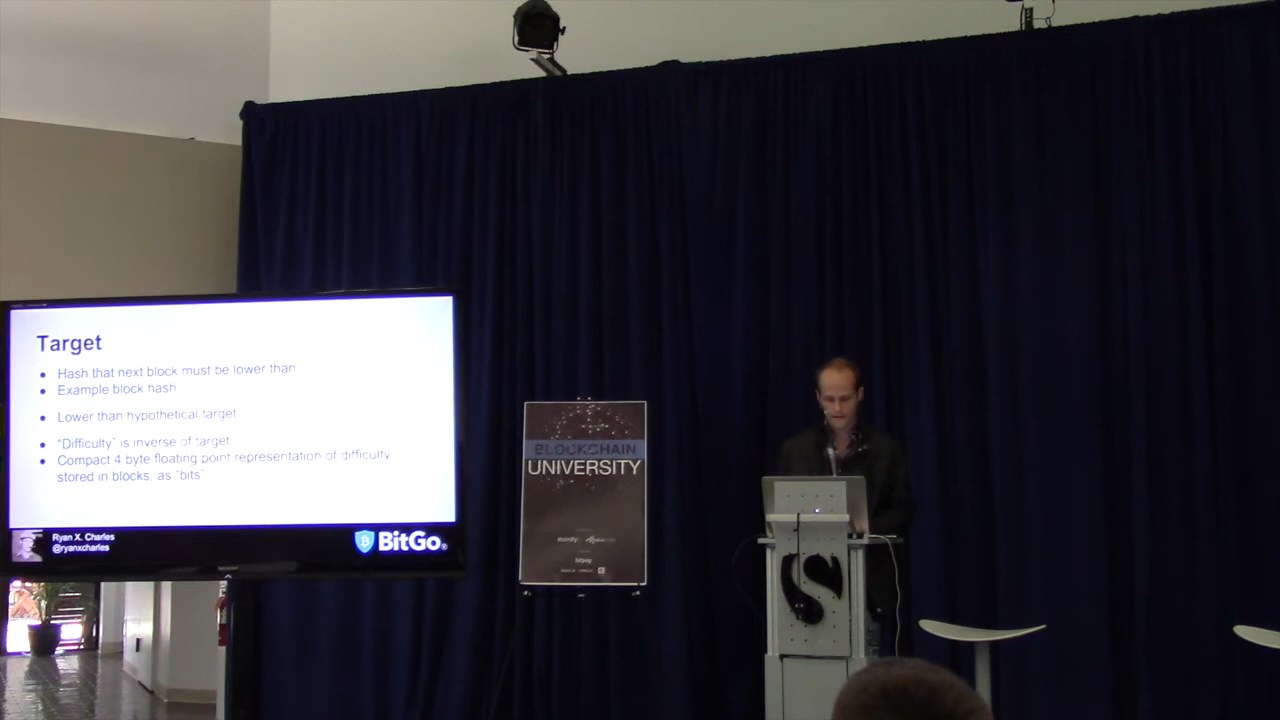 Target
Hash that next block must be lower than
Example block hash
Lower than hypothetical target
"Difficulty" is inverse of target
Compact 4 byte floating point representation of difficulty
stored in blocks, as "bits"
Ryan X. Charles
@ryanxcharles
BitGo
BLOCKCHAIN
UNIVERSITY
bitpay
S